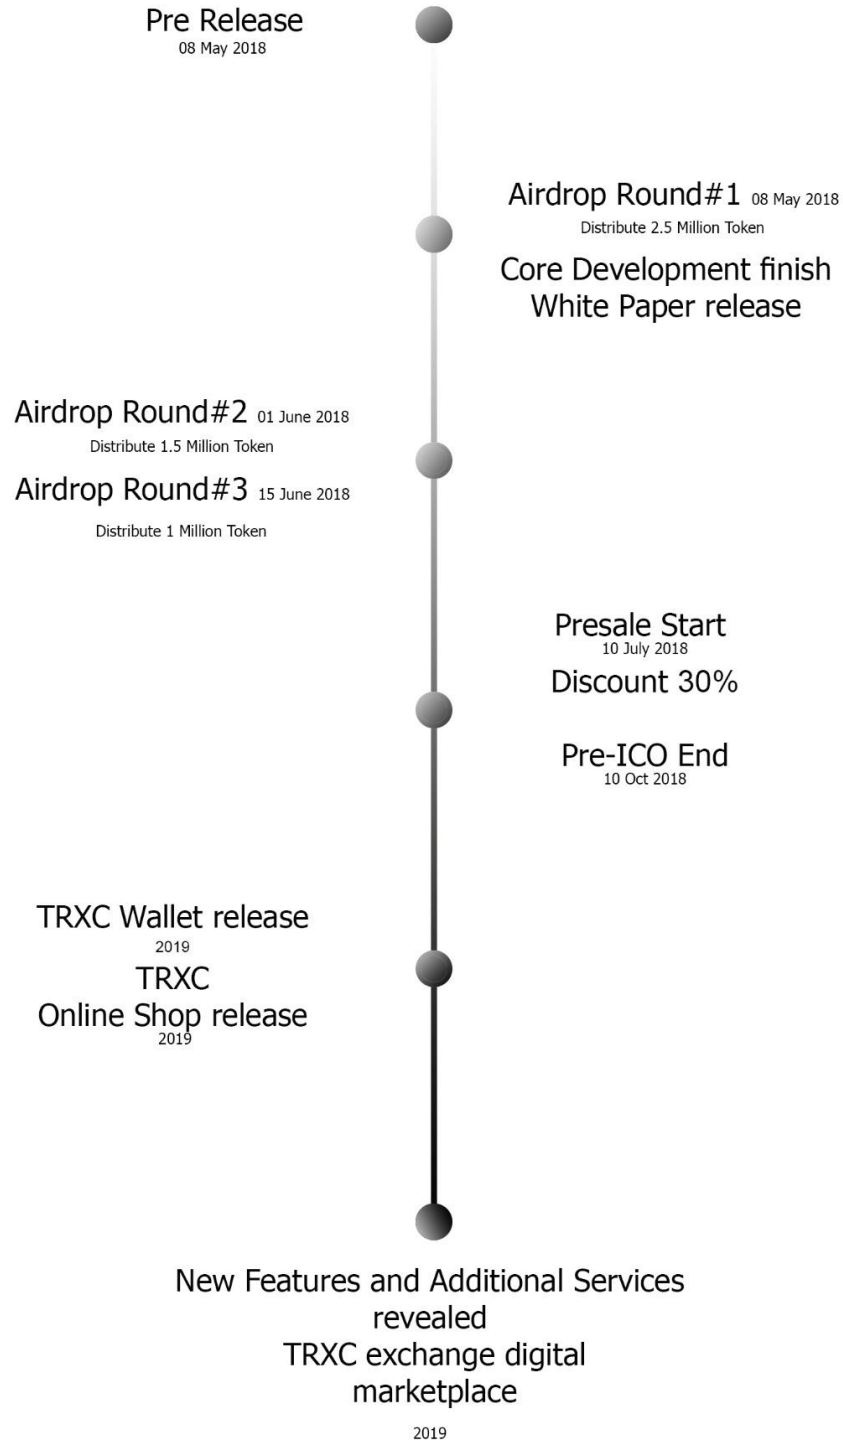 Pre Release
08 May 2018
Airdrop Round#1 08 May 2018
Distribute 2.5 Million Token
Core Development finish
White Paper release
Airdrop Round#2 01 June 2018
Distribute 1.5 Million Token
Airdrop Round#3 15 June 2018
Distribute 1 Million Token
Presale Start
10 July 2018
Discount 30%
Pre-ICO End
10 Oct 2018
TRXC Wallet release
2019
TRXC
Online Shop release
2019
New Features and Additional Services
revealed
TRXC exchange digital
marketplace
2019